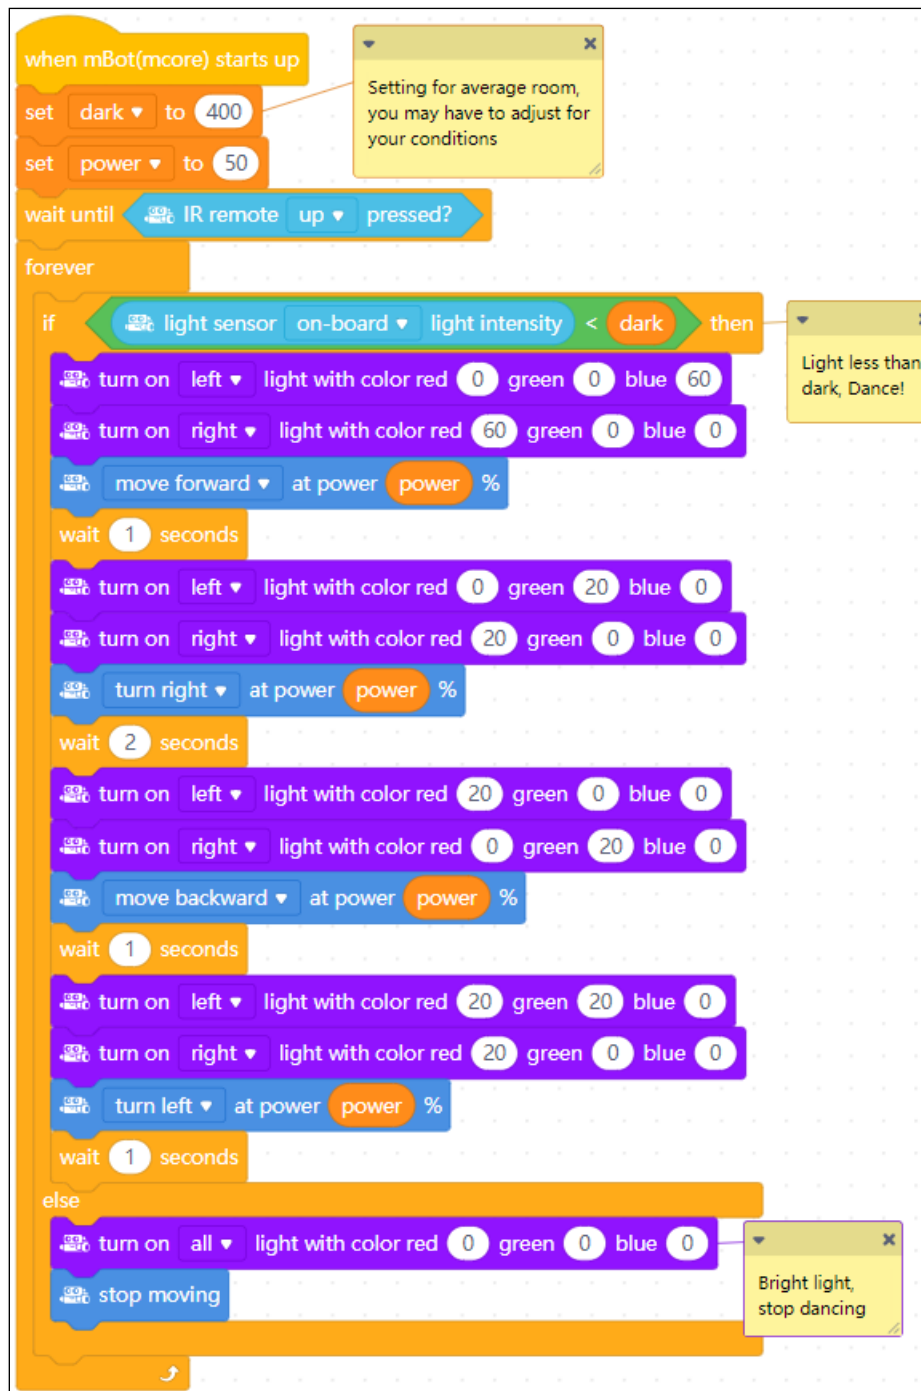 when mBot(mcore) starts up
set dark to 400
Setting for average room,
you may have to adjust for
your conditions
set power to 50
wait until IR remote up pressed?
forever
if light sensor on-board light intensity < dark then
Light less than
dark, Dance!
turn on left light with color red 0 green 0 blue 60
turn on right light with color red 60 green 0 blue 0
move forward at power power %
wait 1 seconds
turn on left light with color red 0 green 20 blue 0
turn on right light with color red 20 green 0 blue 0
turn right at power power %
wait 2 seconds
turn on left light with color red 20 green 0 blue 0
turn on right light with color red 0 green 20 blue 0
move backward at power power %
wait 1 seconds
turn on left light with color red 20 green 20 blue 0
turn on right light with color red 20 green 0 blue 0
turn left at power power %
wait 1 seconds
else
turn on all light with color red 0 green 0 blue 0
Bright light,
stop dancing
stop moving